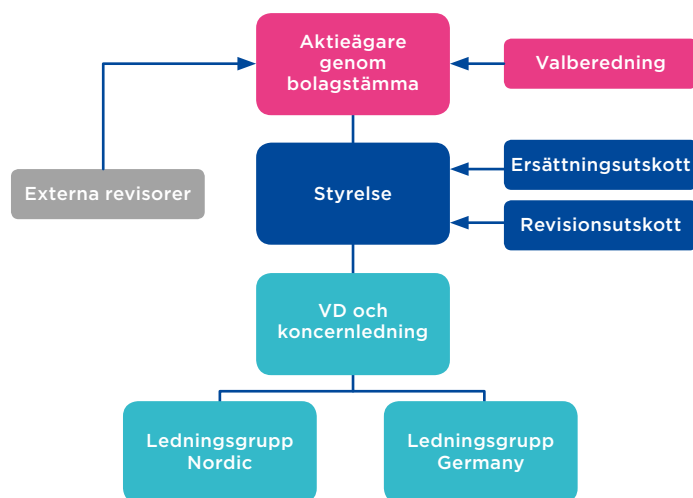 Aktieägare
genom
bolagstämma
Valberedning
Externa revisorer
Styrelse
Ersättningsutskott
Revisionsutskott
VD och
koncernledning
Ledningsgrupp
Nordic
Ledningsgrupp
Germany